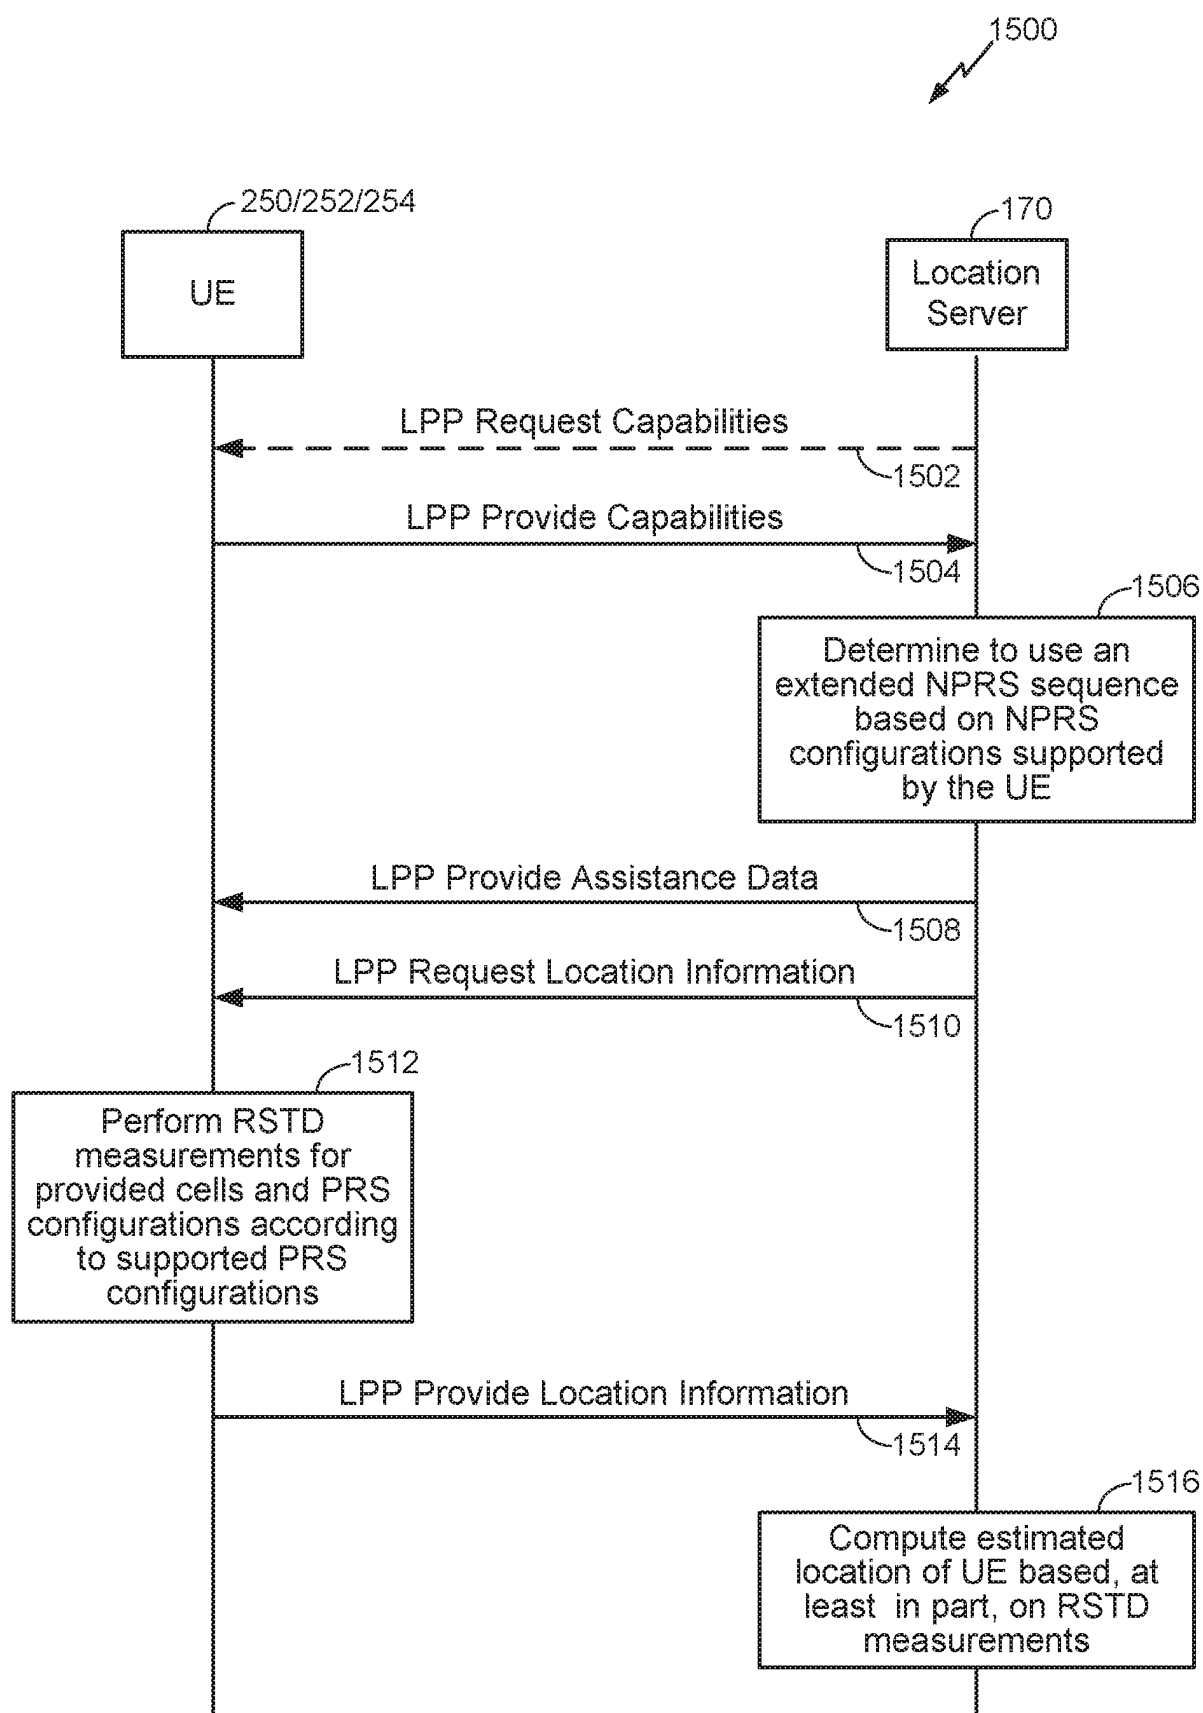 1500
250/252/254
170
UE
Location
Server
LPP Request Capabilities
1502
LPP Provide Capabilities
1504
1506
Determine to use an
extended NPRS sequence
based on NPRS
configurations supported
by the UE
LPP Provide Assistance Data
1508
LPP Request Location Information
1510
1512
Perform RSTD
measurements for
provided cells and PRS
configurations according
to supported PRS
configurations
LPP Provide Location Information
1514
1516
Compute estimated
location of UE based, at
least in part, on RSTD
measurements